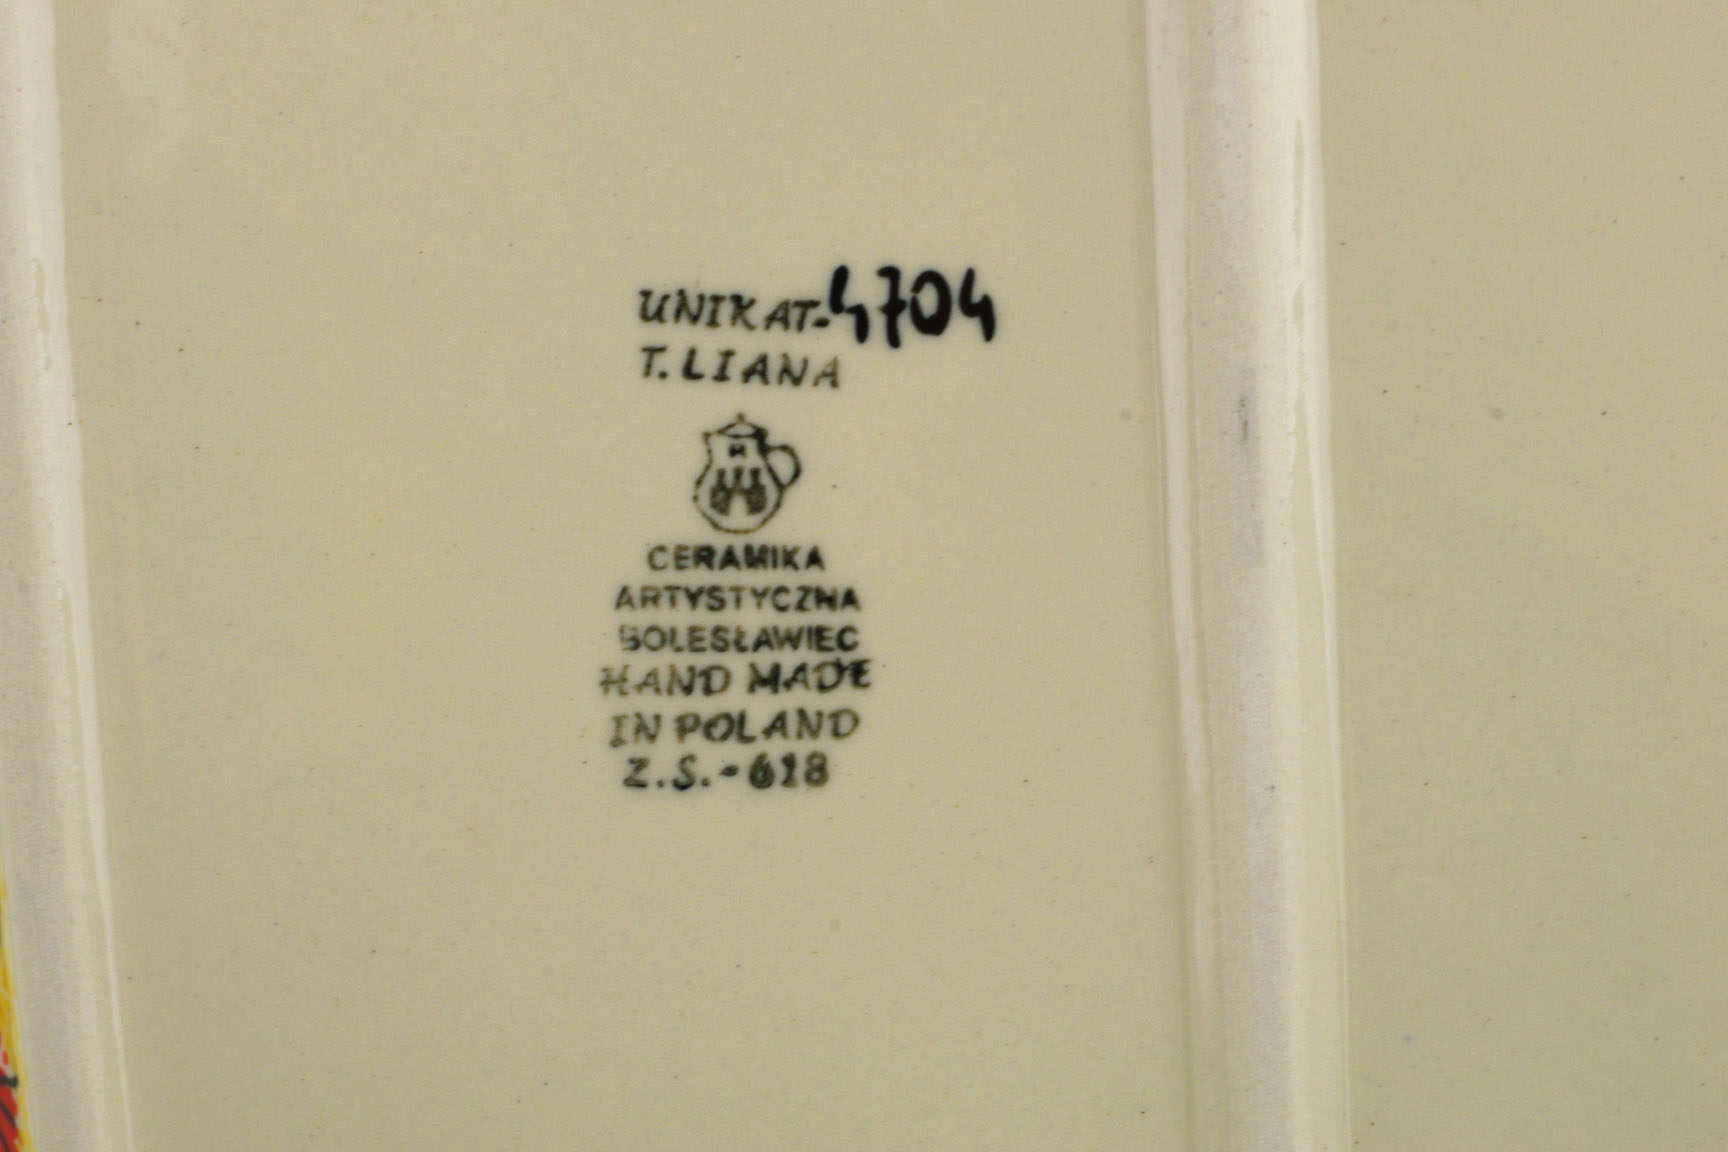 UNIKAT-4704
T. LIANA
CERAMIKA
ARTYSTYCZNA
BOLESŁAWIEC
HAND MADE
IN POLAND
Z.S.-618